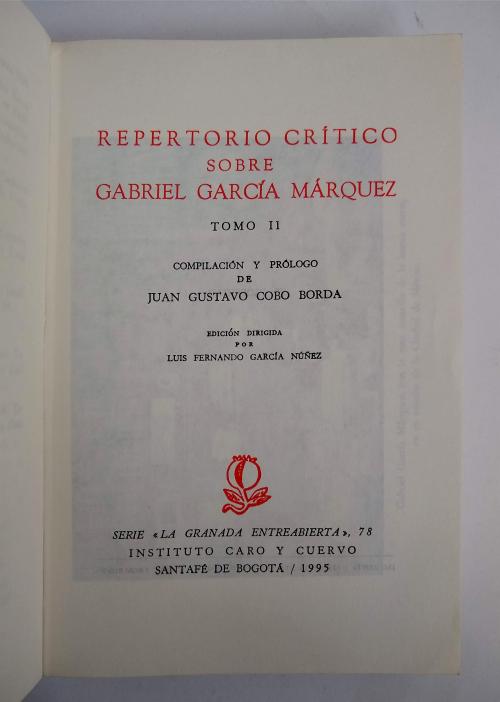 REPERTORIO CRÍTICO
SOBRE
GABRIEL GARCÍA MÁRQUEZ
TOMO II
COMPILACIÓN Y PRÓLOGO
DE
JUAN GUSTAVO COBO BORDA
EDICIÓN DIRIGIDA
POR
LUIS FERNANDO GARCÍA NÚÑEZ
SERIE «LA GRANADA ENTREABIERTA», 78
INSTITUTO CARO Y CUERVO
SANTAFÉ DE BOGOTÁ / 1995